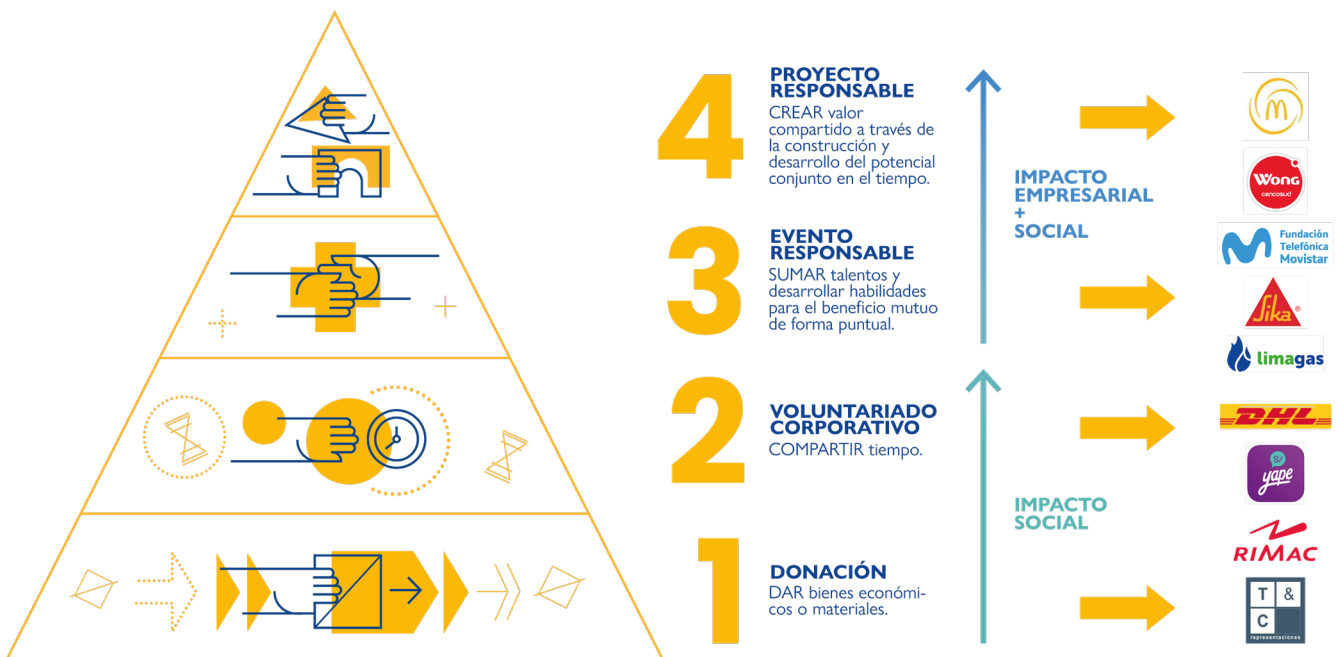 4
PROYECTO
RESPONSABLE
CREAR valor
compartido a través de
la construcción y
desarrollo del potencial
conjunto en el tiempo.
3
EVENTO
RESPONSABLE
SUMAR talentos y
desarrollar habilidades
para el beneficio mutuo
de forma puntual.
2
VOLUNTARIADO
CORPORATIVO
COMPARTIR tiempo.
1
DONACIÓN
DAR bienes económi-
cos o materiales.
IMPACTO
EMPRESARIAL
+
SOCIAL
IMPACTO
SOCIAL
M
Wong
cencosud
Fundación
Telefónica
Movistar
Sika®
limagas
DHL
S/
yape
RIMAC
T &
C
representaciones